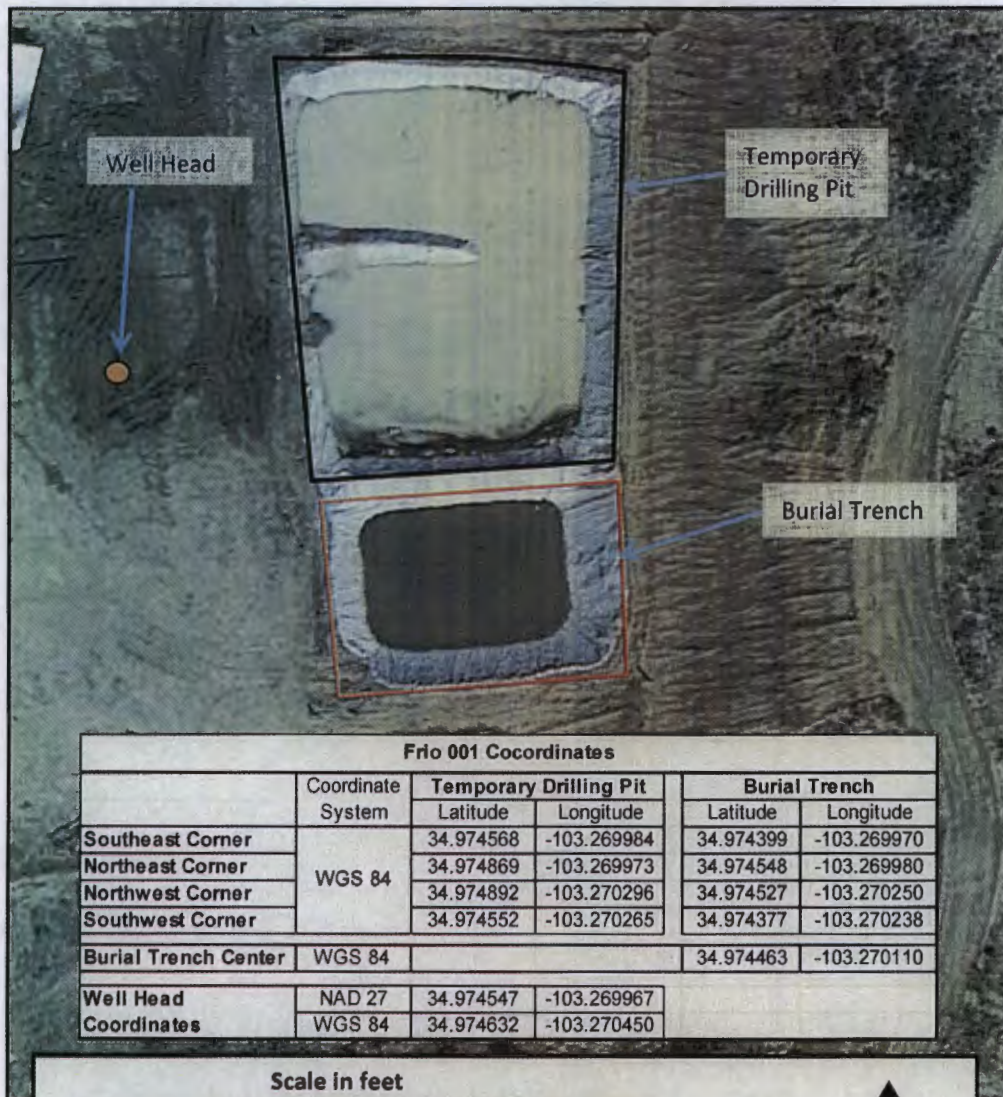 Well Head
Temporary
Drilling Pit
Burial Trench
Frio 001 Cocordinates
Coordinate System Temporary Drilling Pit Burial Trench
Latitude Longitude Latitude Longitude
Southeast Corner WGS 84 34.974568 -103.269984 34.974399 -103.269970
Northeast Corner 34.974869 -103.269973 34.974548 -103.269980
Northwest Corner 34.974892 -103.270296 34.974527 -103.270250
Southwest Corner 34.974552 -103.270265 34.974377 -103.270238
Burial Trench Center WGS 84 34.974463 -103.270110
Well Head Coordinates NAD 27 34.974547 -103.269967
WGS 84 34.974632 -103.270450
Scale in feet